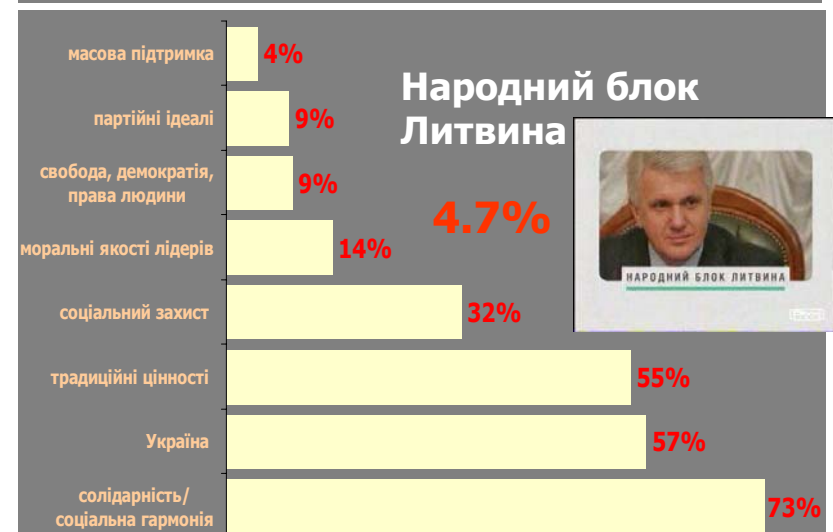 масова підтримка
4%
партійні ідеалі
9%
свобода, демократія,
права людини
9%
моральні якості лідерів
14%
соціальний захист
32%
традиційні цінності
55%
Україна
57%
солідарність/
соціальна гармонія
73%
Народний блок
Литвина
4.7%
НАРОДНИЙ БЛОК ЛИТВИНА